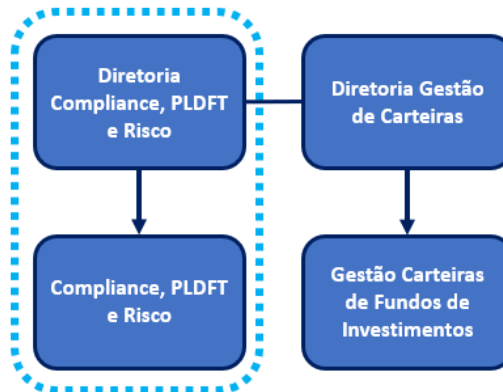 Diretoria
Compliance, PLDFT
e Risco
Diretoria Gestão
de Carteiras
Compliance, PLDFT
e Risco
Gestão Carteiras
de Fundos de
Investimentos